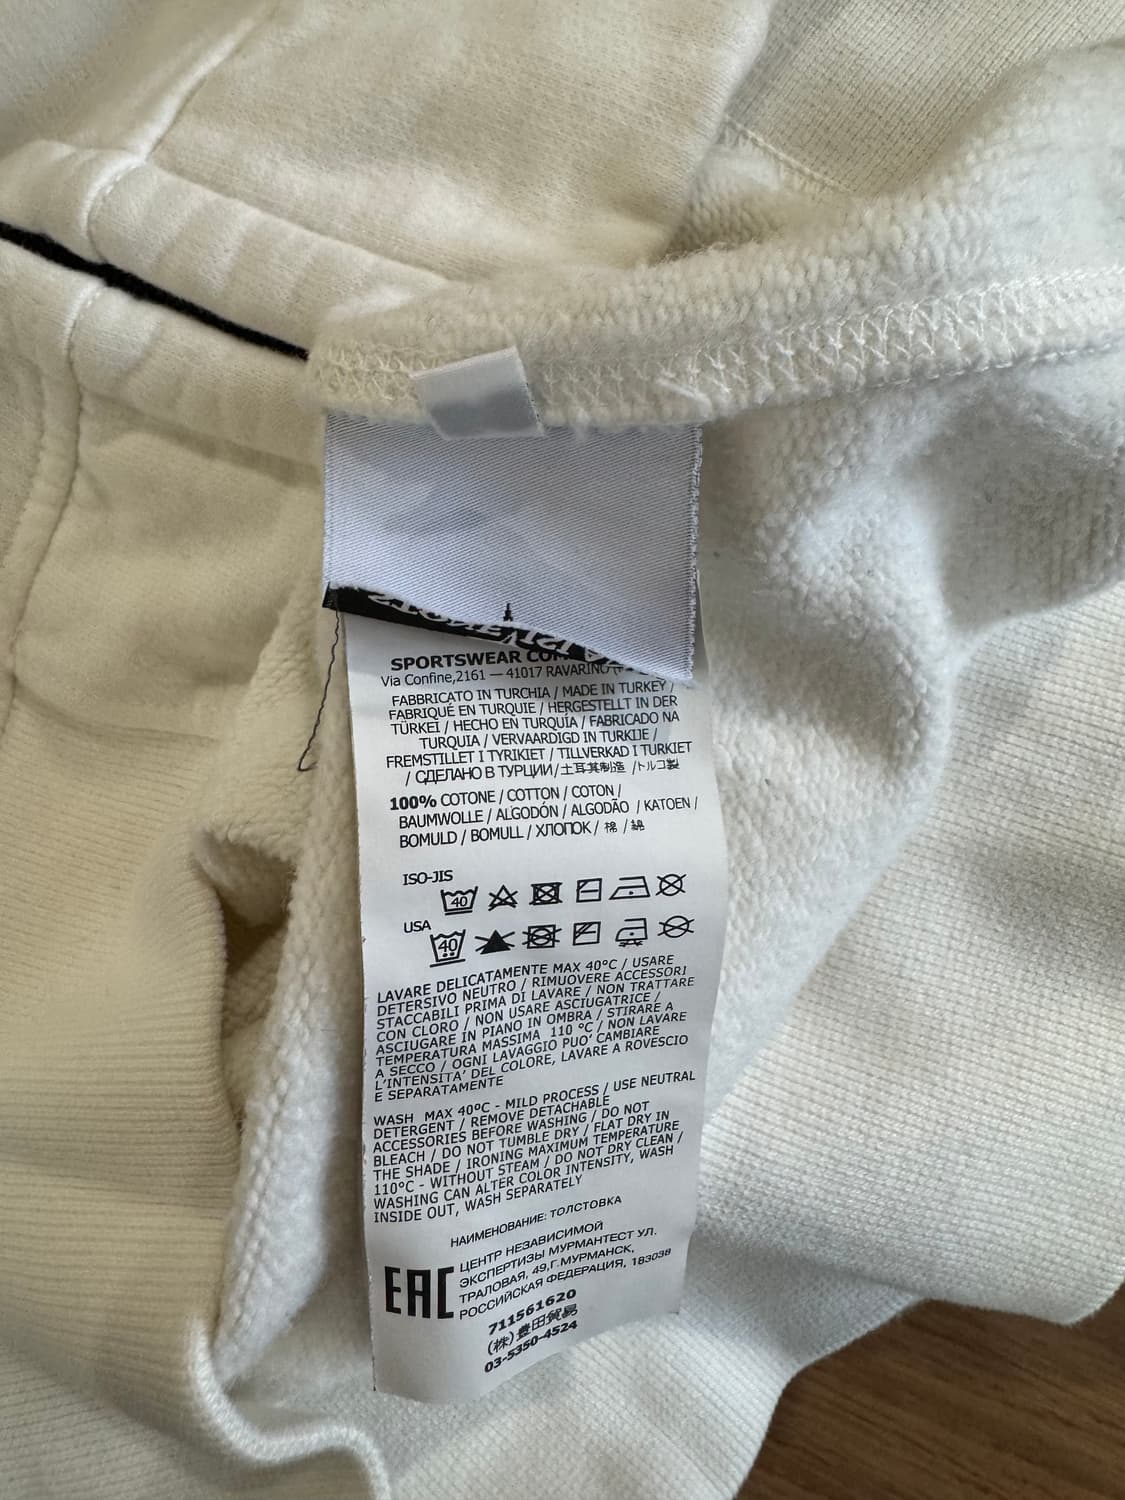 SPORTSWEAR
Via Confine,2161 — 41017 RAVARINO
FABBRICATO IN TURCHIA / MADE IN TURKEY /
FABRIQUÉ EN TURQUIE / HERGESTELLT IN DER
TÜRKEI / HECHO EN TURQUÍA / FABRICADO NA
TURQUIA / VERVAARDIGD IN TURKIJE /
FREMSTILLET I TYRIKIET / TILLVERKAD I TURKIET
/ СДЕЛАНО В ТУРЦИИ/土耳其制造 /トルコ製
100% COTONE / COTTON / COTON /
BAUMWOLLE / ALGODÓN / ALGODÃO / KATOEN /
BOMULD / BOMULL / ХЛОПОК / 棉 / 綿
ISO-JIS
40
USA
40
LAVARE DELICATAMENTE MAX 40°C / USARE
DETERSIVO NEUTRO / RIMUOVERE ACCESSORI
STACCABILI PRIMA DI LAVARE / NON TRATTARE
CON CLORO / NON USARE ASCIUGATRICE /
ASCIUGARE IN PIANO IN OMBRA / STIRARE A
TEMPERATURA MASSIMA 110 °C / NON LAVARE
A SECCO / OGNI LAVAGGIO PUO' CAMBIARE
L'INTENSITA' DEL COLORE, LAVARE A ROVESCIO
E SEPARATAMENTE
WASH MAX 40°C - MILD PROCESS / USE NEUTRAL
DETERGENT / REMOVE DETACHABLE
ACCESSORIES BEFORE WASHING / DO NOT
BLEACH / DO NOT TUMBLE DRY / FLAT DRY IN
THE SHADE / IRONING MAXIMUM TEMPERATURE
110°C - WITHOUT STEAM / DO NOT DRY CLEAN /
WASHING CAN ALTER COLOR INTENSITY, WASH
INSIDE OUT, WASH SEPARATELY
НАИМЕНОВАНИЕ: ТОЛСТОВКА
ЦЕНТР НЕЗАВИСИМОЙ
ЭКСПЕРТИЗЫ МУРМАНТЕСТ УЛ.
ТРАЛОВАЯ, 49,Г.МУРМАНСК,
РОССИЙСКАЯ ФЕДЕРАЦИЯ, 183038
EAC
711561620
(株)豊田貿易
03-5350-4524